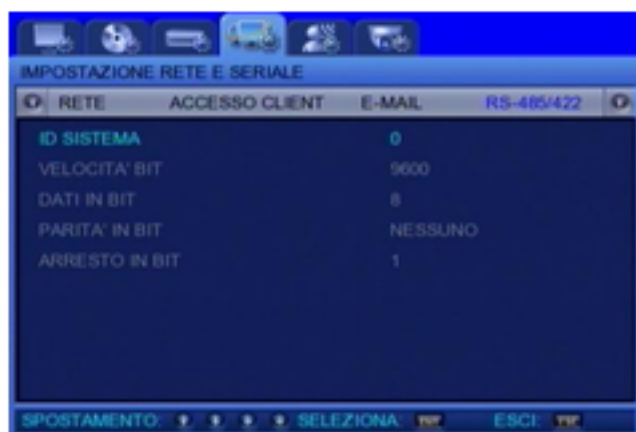 IMPOSTAZIONE RETE E SERIALE
RETE ACCESSO CLIENT E-MAIL RS-485/422
ID SISTEMA 0
VELOCITA' BIT 9600
DATI IN BIT 8
PARITA' IN BIT NESSUNO
ARRESTO IN BIT 1
SPOSTAMENTO: SELEZIONA: ESCI: